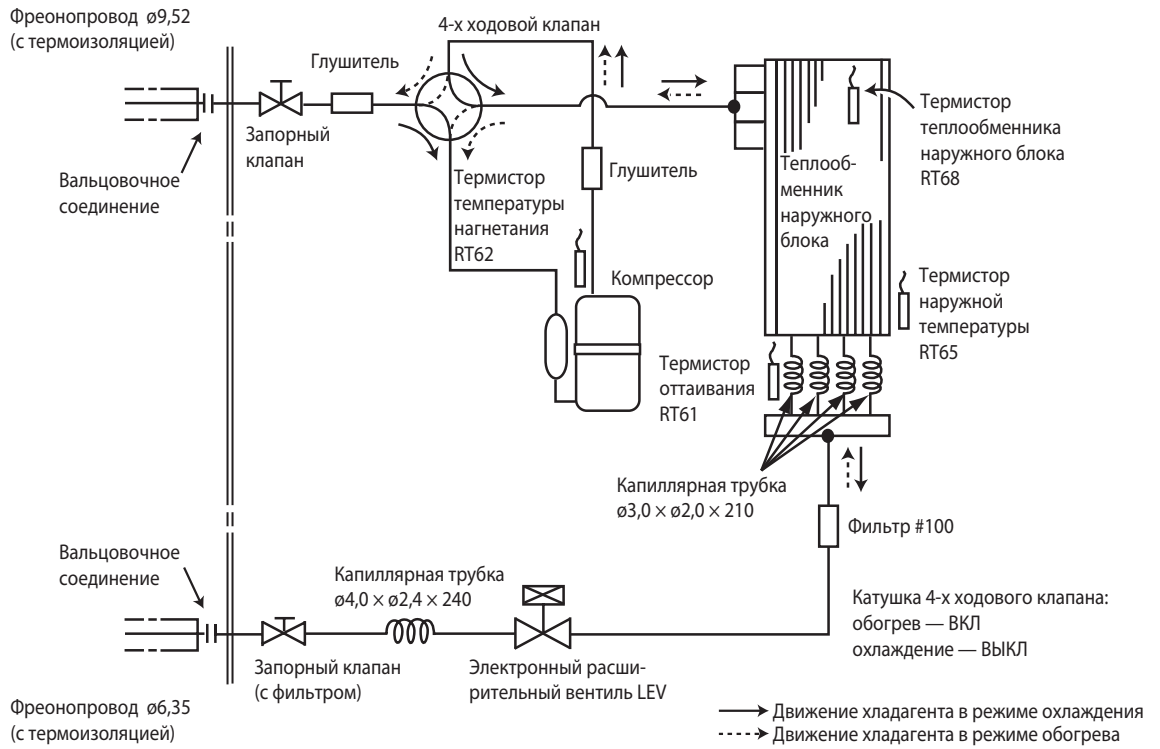 Фреонопровод ø9,52
(с термоизоляцией)
4-х ходовой клапан
Глушитель
Запорный
клапан
Вальцовочное
соединение
Термистор
температуры
нагнетания
RT62
Глушитель
Компрессор
Теплооб-
менник
наружного
блока
Термистор
теплообменника
наружного блока
RT68
Термистор
наружной
температуры
RT65
Термистор
оттаивания
RT61
Капиллярная трубка
ø3,0 × ø2,0 × 210
Фильтр #100
Вальцовочное
соединение
Капиллярная трубка
ø4,0 × ø2,4 × 240
Запорный клапан
(с фильтром)
Электронный расши-
рительный вентиль LEV
Катушка 4-х ходового клапана:
обогрев — ВКЛ
охлаждение — ВЫКЛ
Фреонопровод ø6,35
(с термоизоляцией)
Движение хладагента в режиме охлаждения
Движение хладагента в режиме обогрева